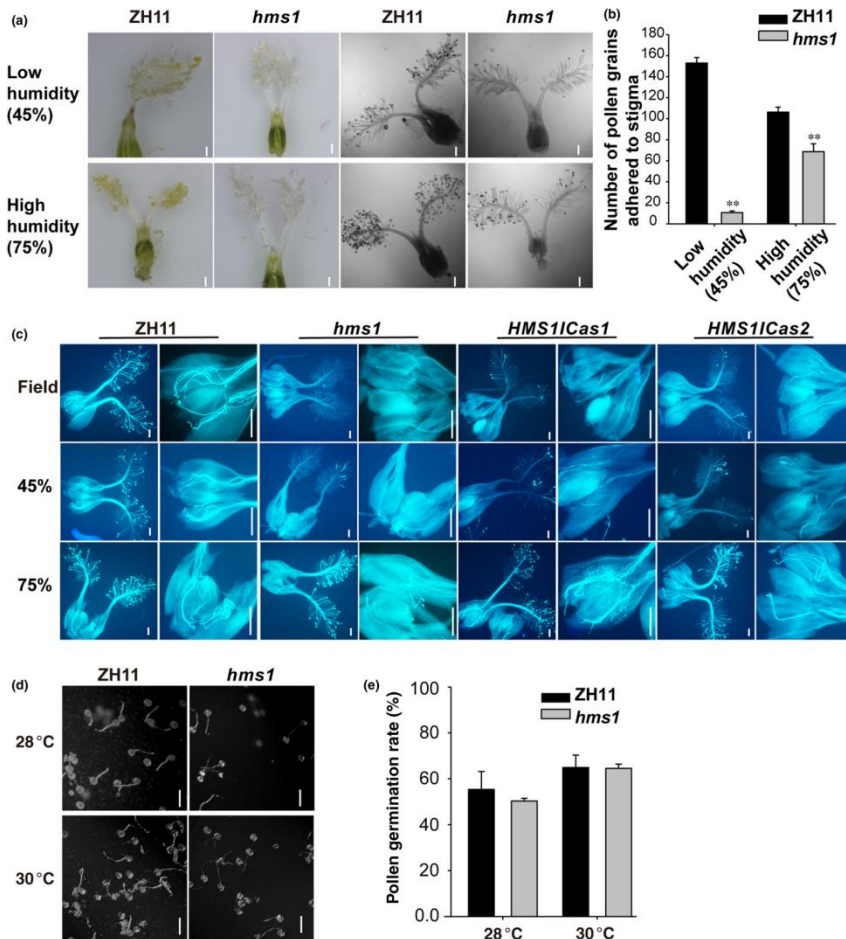 (a)
ZH11 hms1 ZH11 hms1
Low
humidity
(45%)
High
humidity
(75%)
(b)
ZH11
hms1
Number of pollen grains
adhered to stigma
180
160
140
120
100
80
60
40
20
0
**
**
Low
humidity
(45%)
High
humidity
(75%)
(c)
ZH11 hms1 HMS1ICas1 HMS1ICas2
Field
45%
75%
(d)
ZH11 hms1
28°C
30°C
(e)
ZH11
hms1
Pollen germination rate (%)
100
80
60
40
20
0.0
28°C 30°C